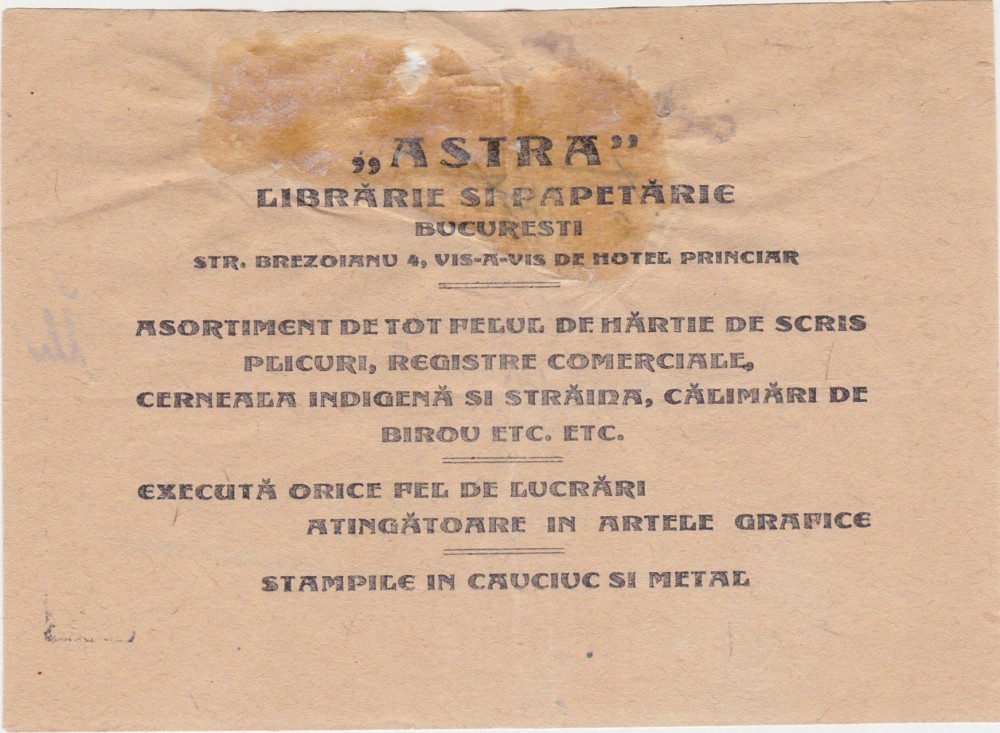 „ASTRA”
LIBRĂRIE SI PAPETĂRIE
BUCURESTI
STR. BREZOIANU 4, VIS-A-VIS DE HOTEL PRINCIAR
ASORTIMENT DE TOT FELUL DE HĂRTIE DE SCRIS
PLICURI, REGISTRE COMERCIALE,
CERNEALA INDIGENĂ SI STRĂINA, CĂLIMĂRI DE
BIROU ETC. ETC.
EXECUTĂ ORICE FEL DE LUCRĂRI
ATINGĂTOARE IN ARTELE GRAFICE
STAMPILE IN CAUCIUC SI METAL